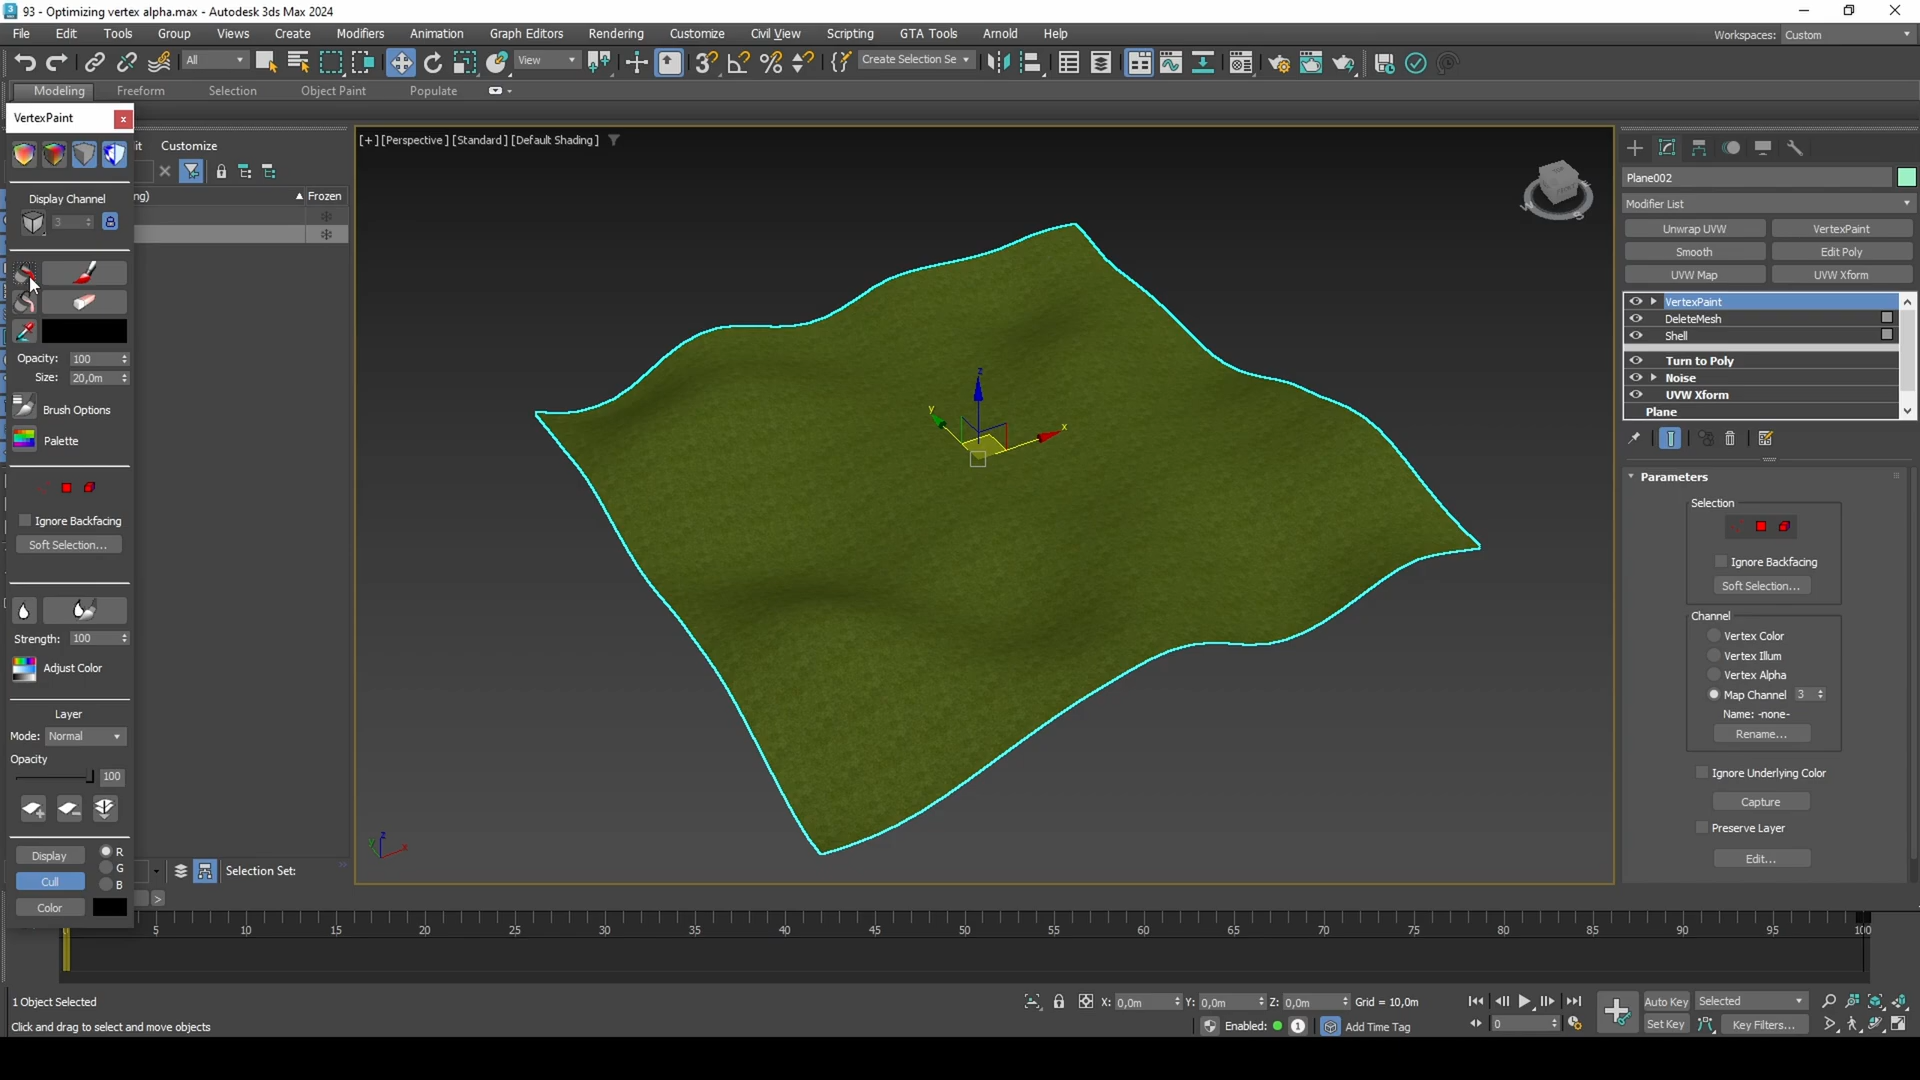 93 - Optimizing vertex alpha.max - Autodesk 3ds Max 2024
File Edit Tools Group Views Create Modifiers Animation Graph Editors Rendering Customize Civil View Scripting GTA Tools Arnold Help
Workspaces: Custom
All View Create Selection Se
Modeling Freeform Selection Object Paint Populate
VertexPaint x
it Customize
Display Channel
3
ng) Frozen
Opacity: 100
Size: 20,0m
Brush Options
Palette
Ignore Backfacing
Soft Selection...
Strength: 100
Adjust Color
Layer
Mode: Normal
Opacity
100
Display R
G
Cull B
Color
Selection Set:
[+] [Perspective] [Standard] [Default Shading]
z
y x
W S
z
y x
Plane002
Modifier List
Unwrap UVW VertexPaint
Smooth Edit Poly
UVW Map UVW Xform
VertexPaint
DeleteMesh
Shell
Turn to Poly
Noise
UVW Xform
Plane
Parameters
Selection
Ignore Backfacing
Soft Selection...
Channel
Vertex Color
Vertex Illum
Vertex Alpha
Map Channel 3
Name: -none-
Rename...
Ignore Underlying Color
Capture
Preserve Layer
Edit...
>
5 10 15 20 25 30 35 40 45 50 55 60 65 70 75 80 85 90 95 100
1 Object Selected
X: 0,0m Y: 0,0m Z: 0,0m Grid = 10,0m
Auto Key Selected
Click and drag to select and move objects
Enabled: 1 Add Time Tag
0 Set Key Key Filters...